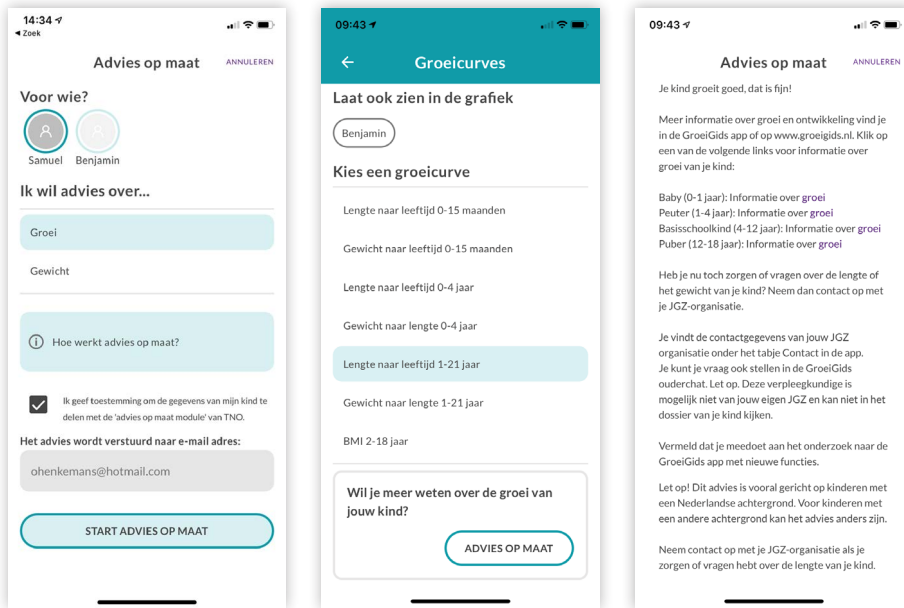 14:34
Zoek
Advies op maat
ANNULEREN
Voor wie?
Samuel
Benjamin
Ik wil advies over...
Groei
Gewicht
Hoe werkt advies op maat?
Ik geef toestemming om de gegevens van mijn kind te
delen met de 'advies op maat module' van TNO.
Het advies wordt verstuurd naar e-mail adres:
ohenkemans@hotmail.com
START ADVIES OP MAAT
09:43
Groeicurves
Laat ook zien in de grafiek
Benjamin
Kies een groeicurve
Lengte naar leeftijd 0-15 maanden
Gewicht naar leeftijd 0-15 maanden
Lengte naar leeftijd 0-4 jaar
Gewicht naar lengte 0-4 jaar
Lengte naar leeftijd 1-21 jaar
Gewicht naar lengte 1-21 jaar
BMI 2-18 jaar
Wil je meer weten over de groei van
jouw kind?
ADVIES OP MAAT
09:43
Advies op maat
ANNULEREN
Je kind groeit goed, dat is fijn!
Meer informatie over groei en ontwikkeling vind je
in de GroeiGids app of op www.groeigids.nl. Klik op
een van de volgende links voor informatie over
groei van je kind:
Baby (0-1 jaar): Informatie over groei
Peuter (1-4 jaar): Informatie over groei
Basisschoolkind (4-12 jaar): Informatie over groei
Puber (12-18 jaar): Informatie over groei
Heb je nu toch zorgen of vragen over de lengte of
het gewicht van je kind? Neem dan contact op met
je JGZ-organisatie.
Je vindt de contactgegevens van jouw JGZ
organisatie onder het tabje Contact in de app.
Je kunt je vraag ook stellen in de GroeiGids
ouderchat. Let op. Deze verpleegkundige is
mogelijk niet van jouw eigen JGZ en kan niet in het
dossier van je kind kijken.
Vermeld dat je meedoet aan het onderzoek naar de
GroeiGids app met nieuwe functies.
Let op! Dit advies is vooral gericht op kinderen met
een Nederlandse achtergrond. Voor kinderen met
een andere achtergrond kan het advies anders zijn.
Neem contact op met je JGZ-organisatie als je
zorgen of vragen hebt over de lengte van je kind.